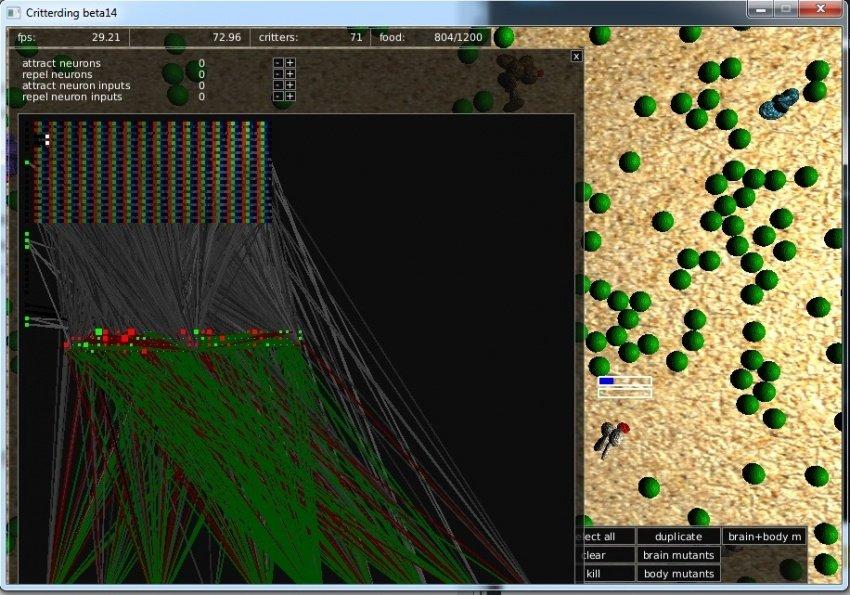 Critterding beta14
fps: 29.21 72.96 critters: 71 food: 804/1200
attract neurons 0 - +
repel neurons 0 - +
attract neuron inputs 0 - +
repel neuron inputs 0 - +
ect all duplicate brain+body m
clear brain mutants
kill body mutants